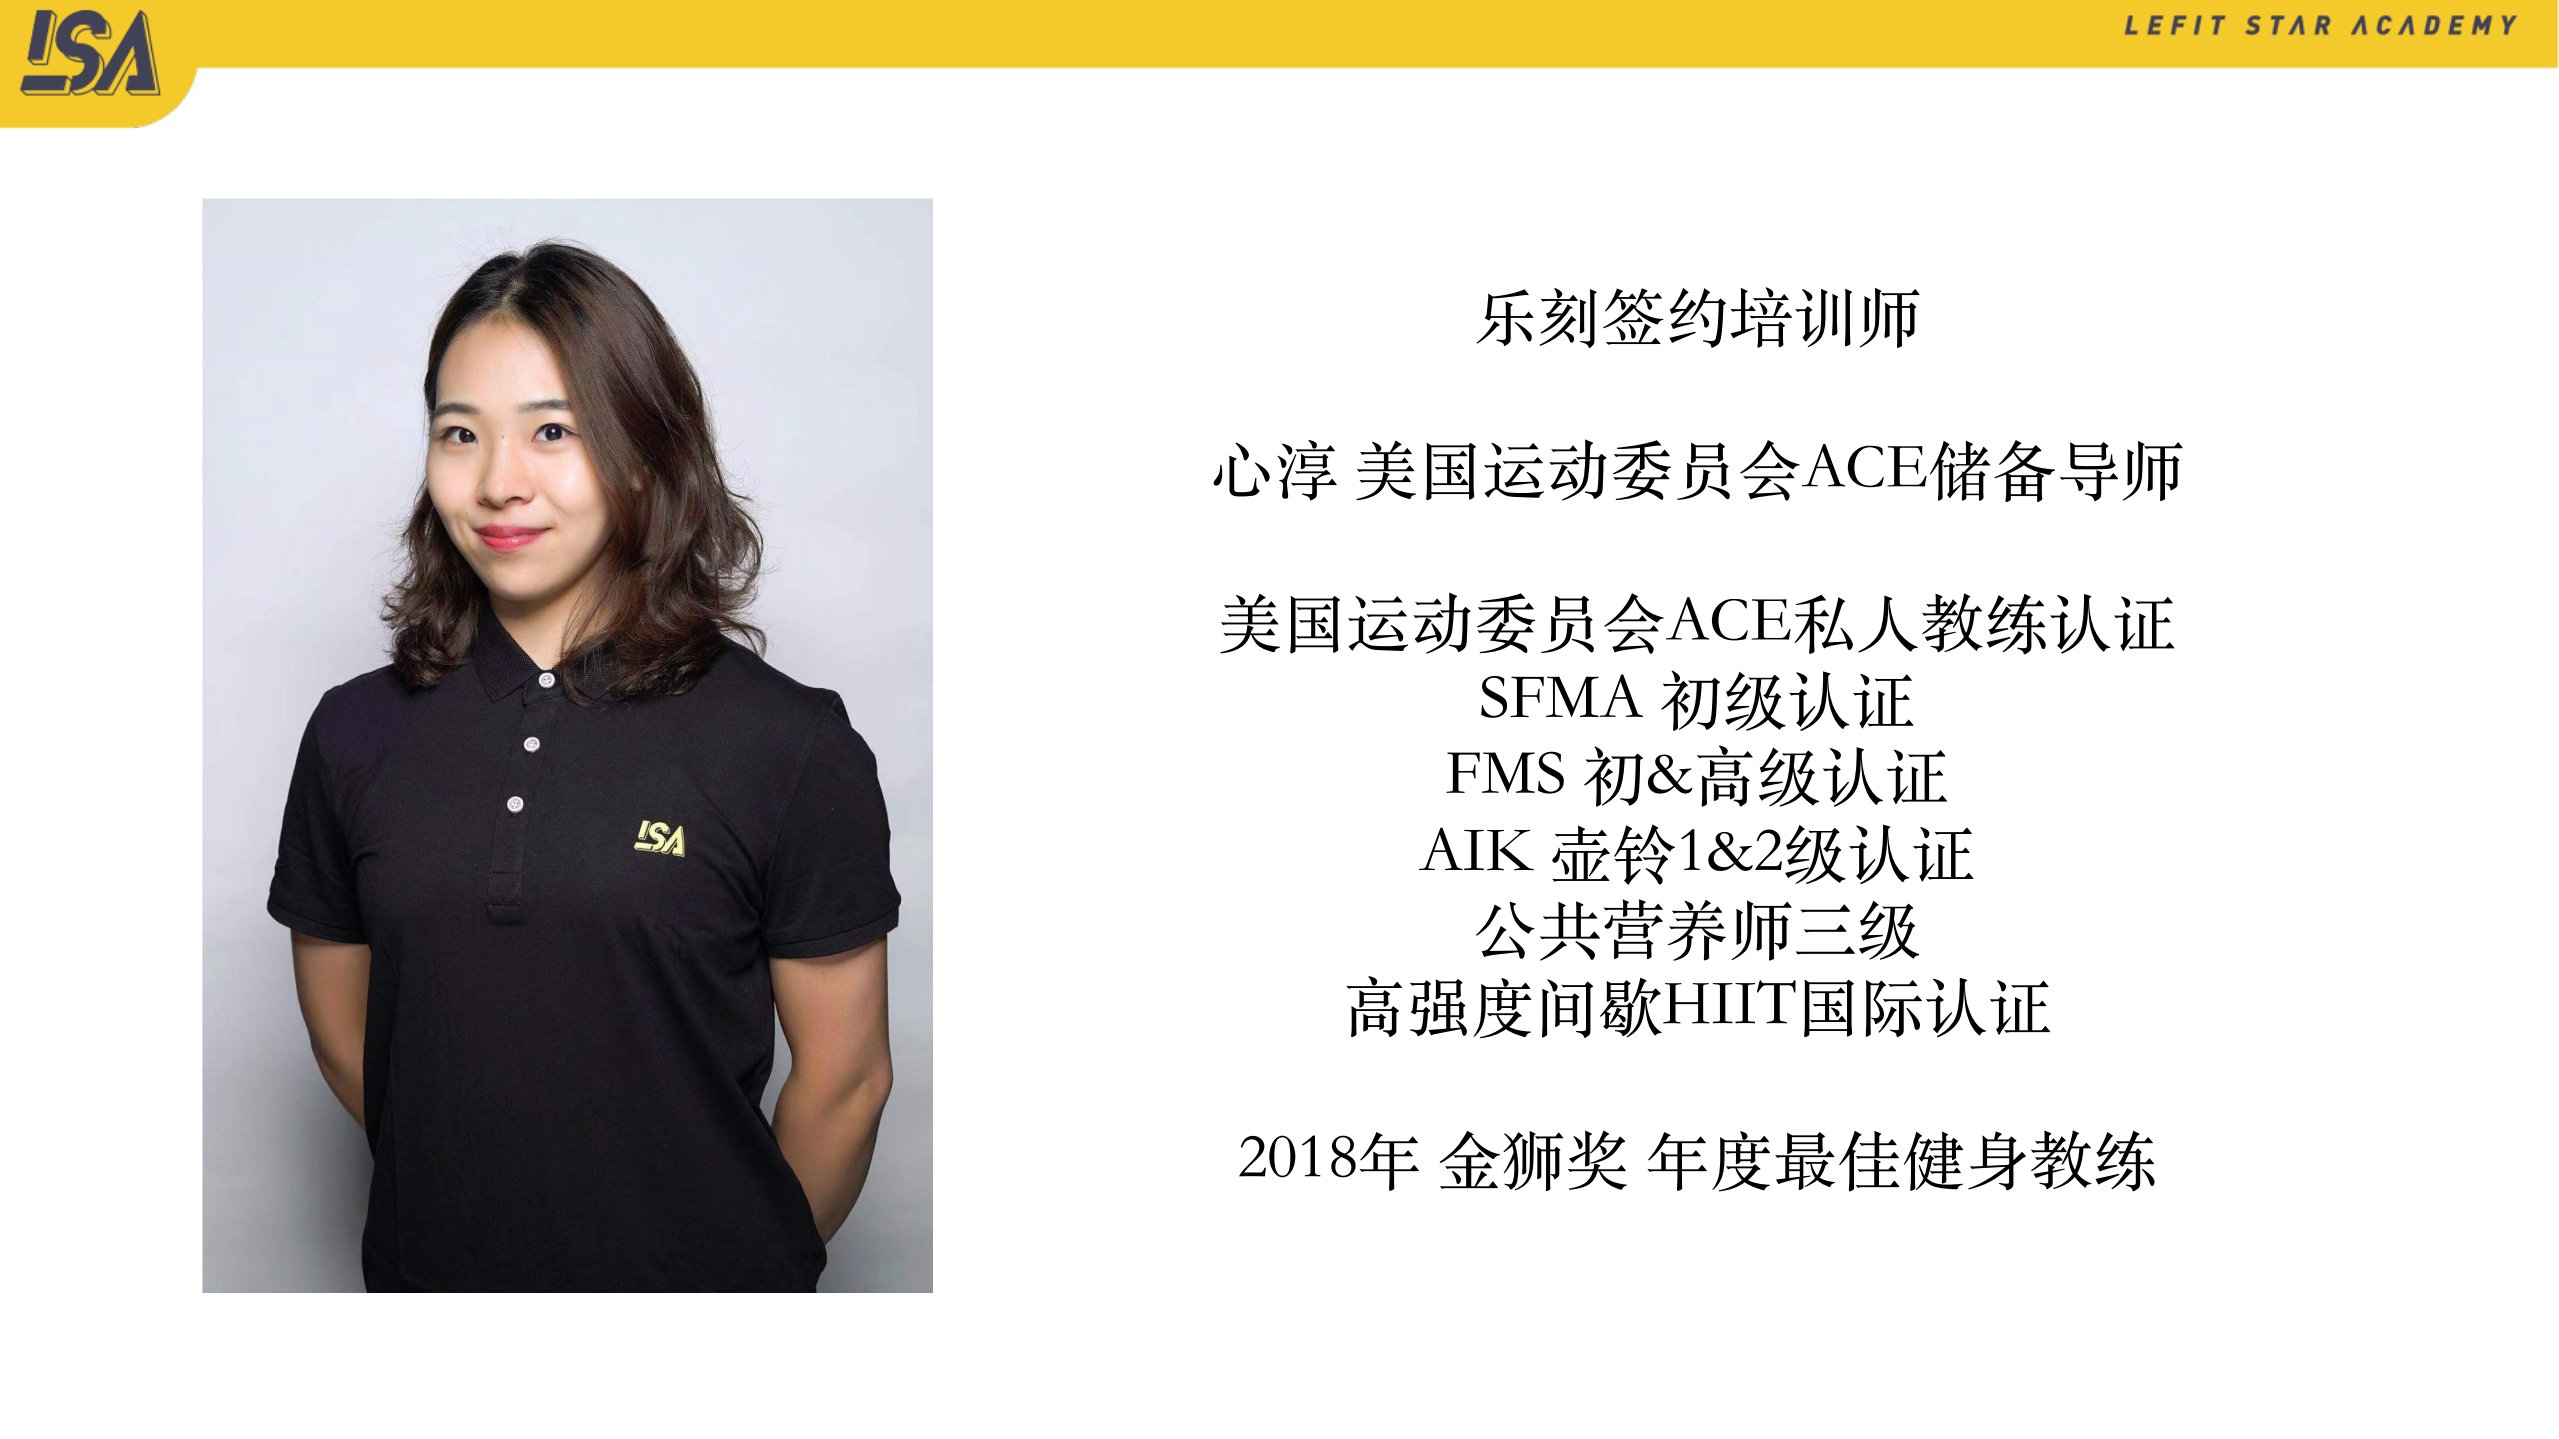 LSA
LEFIT STAR ACADEMY
乐刻签约培训师
心淳 美国运动委员会ACE储备导师
美国运动委员会ACE私人教练认证
SFMA 初级认证
FMS 初&高级认证
AIK 壶铃1&2级认证
公共营养师三级
高强度间歇HIIT国际认证
2018年 金狮奖 年度最佳健身教练
LSA